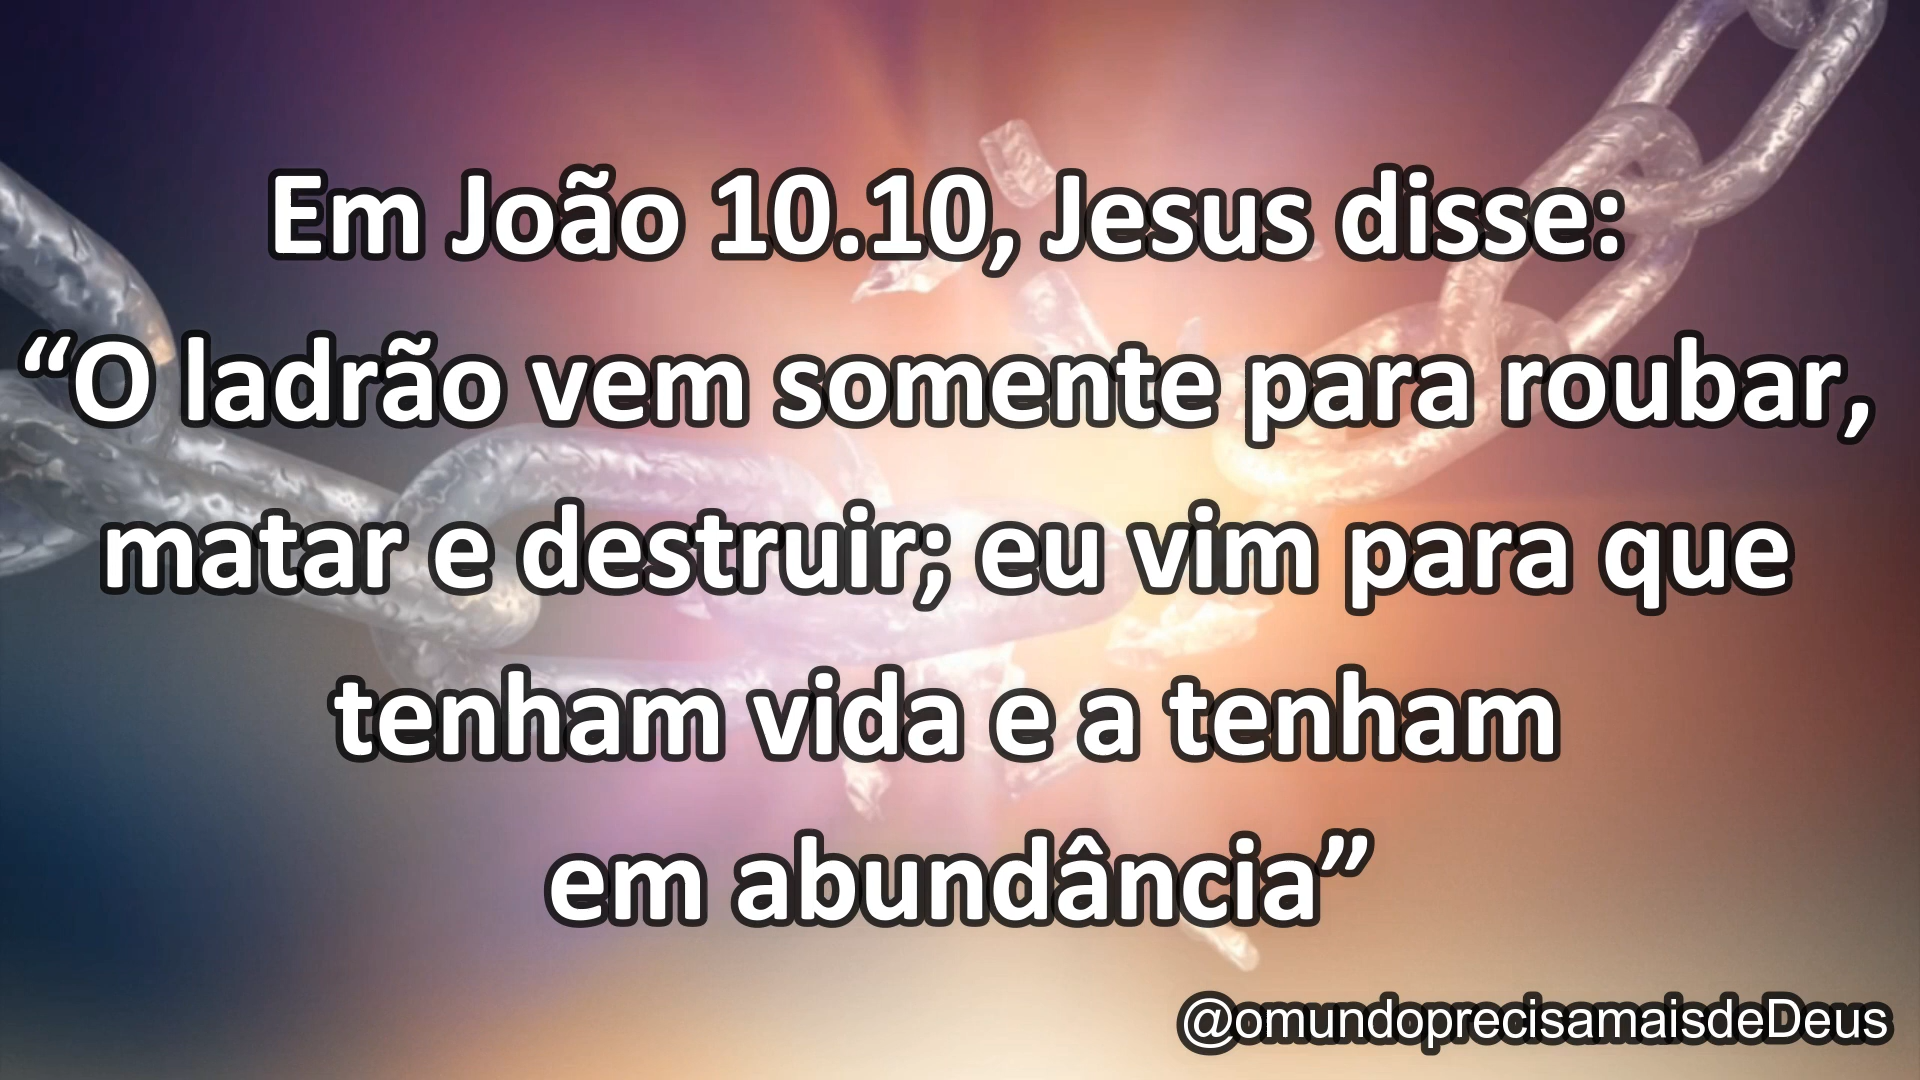 Em João 10.10, Jesus disse:
“O ladrão vem somente para roubar,
matar e destruir; eu vim para que
tenham vida e a tenham
em abundância”
@omundoprecisamaisdeDeus